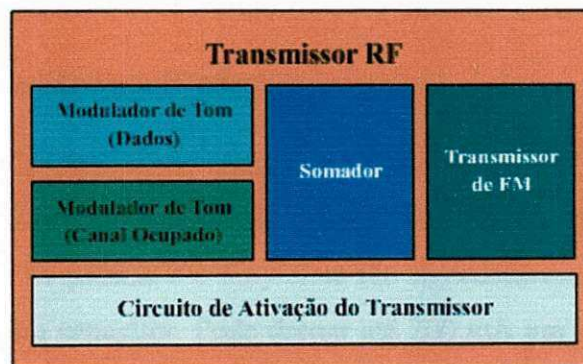 Transmissor RF
Modulador de Tom
(Dados)
Modulador de Tom
(Canal Ocupado)
Somador
Transmissor
de FM
Circuito de Ativação do Transmissor